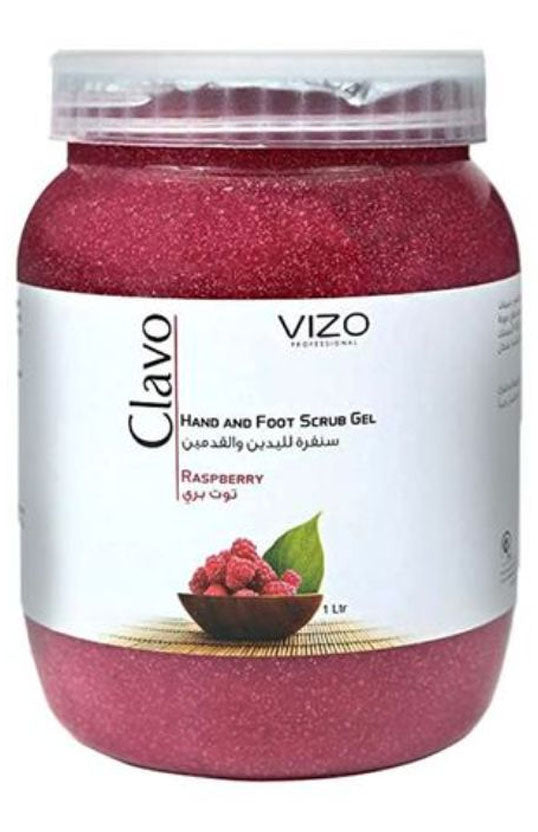 Clavo
VIZO
PROFESSIONAL
HAND AND FOOT SCRUB GEL
سنفرة لليدين والقدمين
RASPBERRY
توت بري
1 Ltr